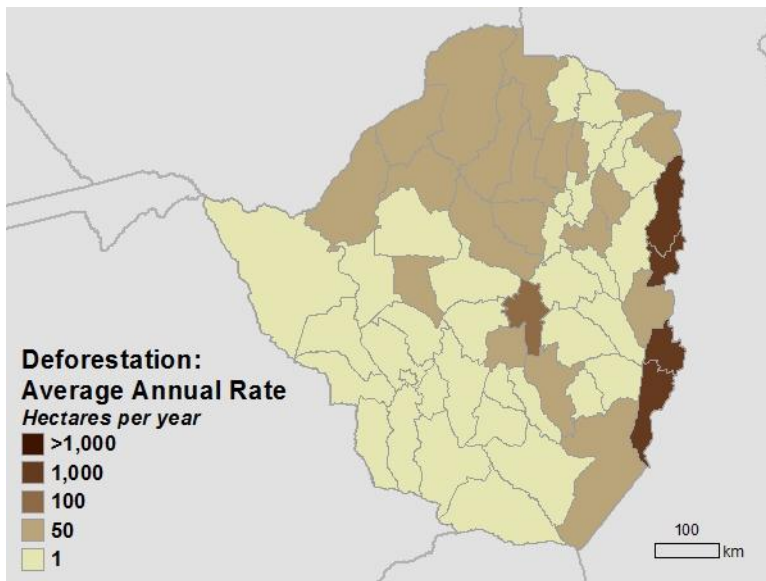 Deforestation:
Average Annual Rate
Hectares per year
>1,000
1,000
100
50
1
100
km